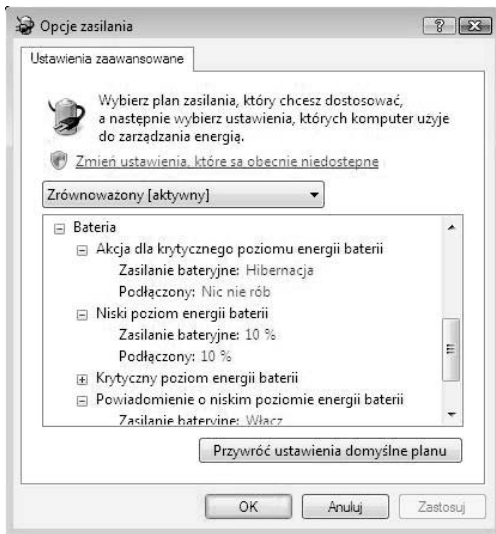 Opcje zasilania
Ustawienia zaawansowane
Wybierz plan zasilania, który chcesz dostosować,
a następnie wybierz ustawienia, których komputer użyje
do zarządzania energią.
Zmień ustawienia, które są obecnie niedostępne
Zrównoważony [aktywny]
Bateria
Akcja dla krytycznego poziomu energii baterii
Zasilanie bateryjne: Hibernacja
Podłączony: Nic nie rób
Niski poziom energii baterii
Zasilanie bateryjne: 10 %
Podłączony: 10 %
Krytyczny poziom energii baterii
Powiadomienie o niskim poziomie energii baterii
Zasilanie bateryjne: Włącz
Przywróć ustawienia domyślne planu
OK Anuluj Zastosuj